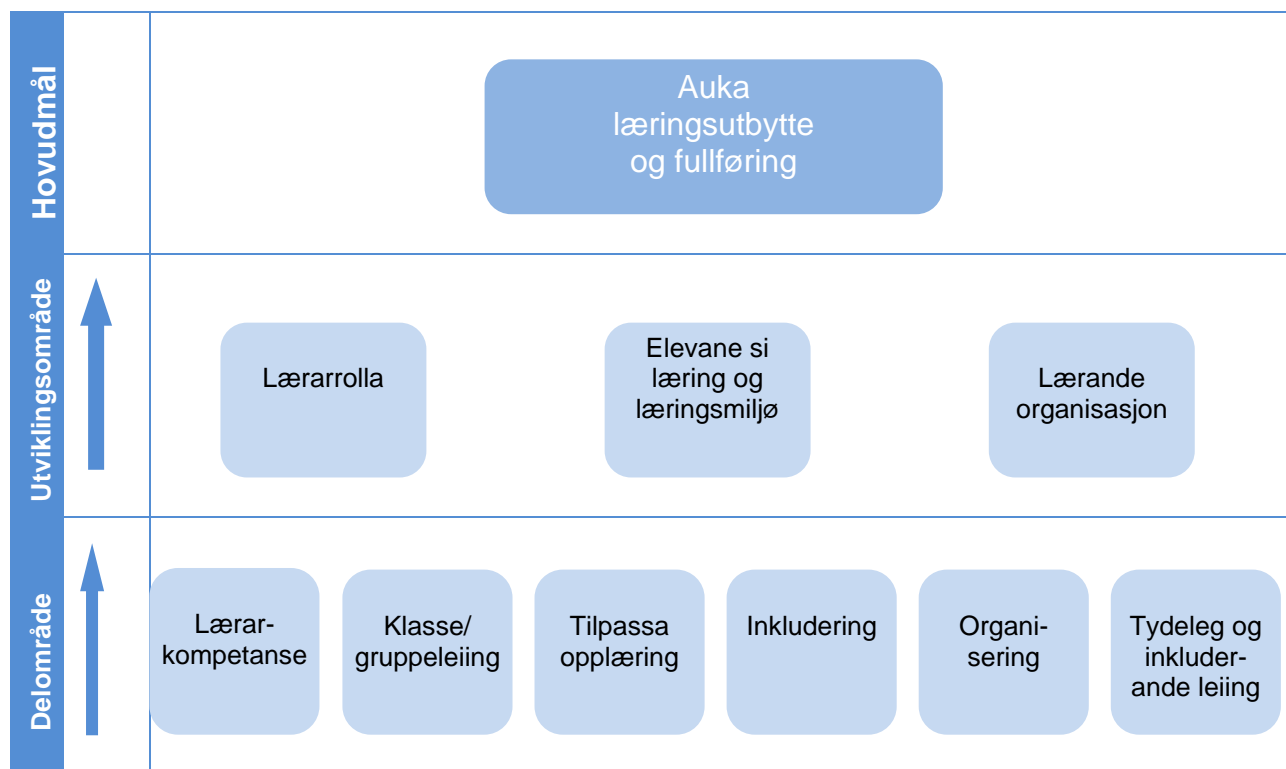 Hovudmål
Auka
læringsutbytte
og fullføring
Utviklingsområde
Lærarrolla
Elevane si
læring og
læringsmiljø
Lærande
organisasjon
Delområde
Lærar-
kompetanse
Klasse/
gruppeleiing
Tilpassa
opplæring
Inkludering
Organi-
sering
Tydeleg og
inkluder-
ande leiing